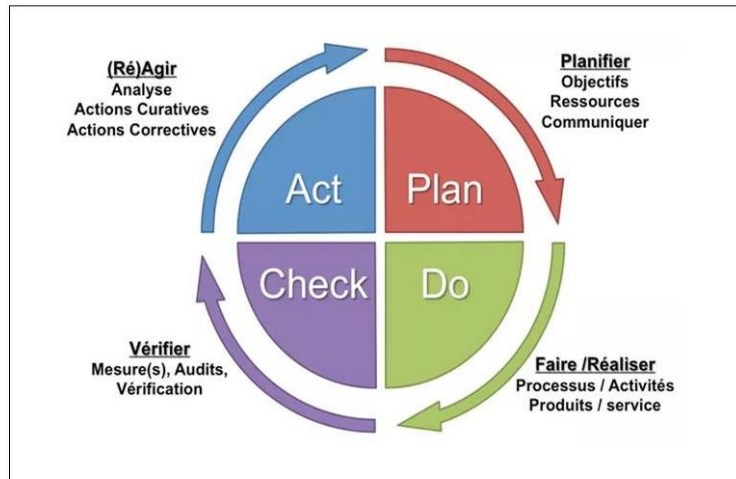 (Ré)Agir
Analyse
Actions Curatives
Actions Correctives
Planifier
Objectifs
Ressources
Communiquer
Act
Plan
Check
Do
Vérifier
Mesure(s), Audits,
Vérification
Faire /Réaliser
Processus / Activités
Produits / service